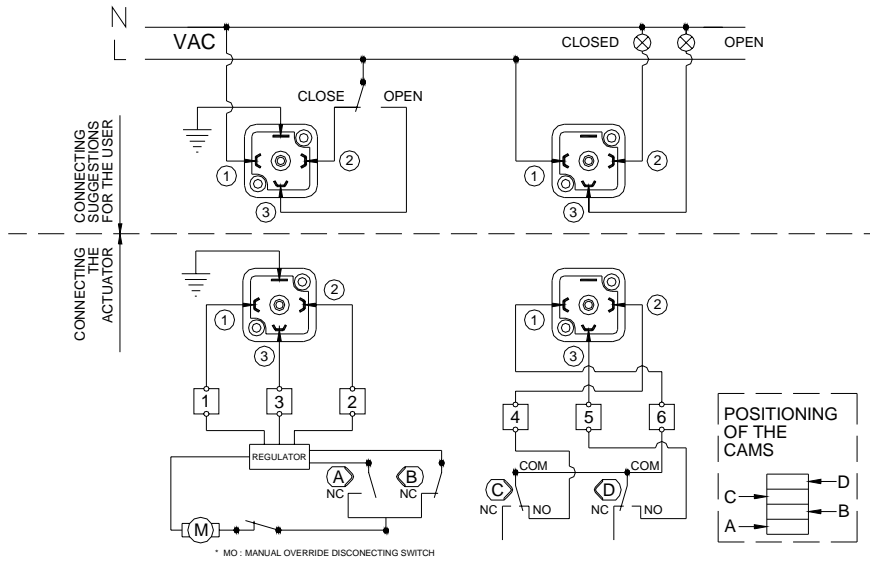 N
L
VAC
CLOSED
OPEN
CLOSE
OPEN
CONNECTING
SUGGESTIONS
FOR THE USER
1
2
3
1
2
3
CONNECTING
THE
ACTUATOR
1
2
3
1
2
3
1
3
2
4
5
6
REGULATOR
A
NC
B
NC
COM
COM
C
NC
NO
D
NC
NO
M
* MO : MANUAL OVERRIDE DISCONECTING SWITCH
POSITIONING
OF THE
CAMS
D
C
B
A